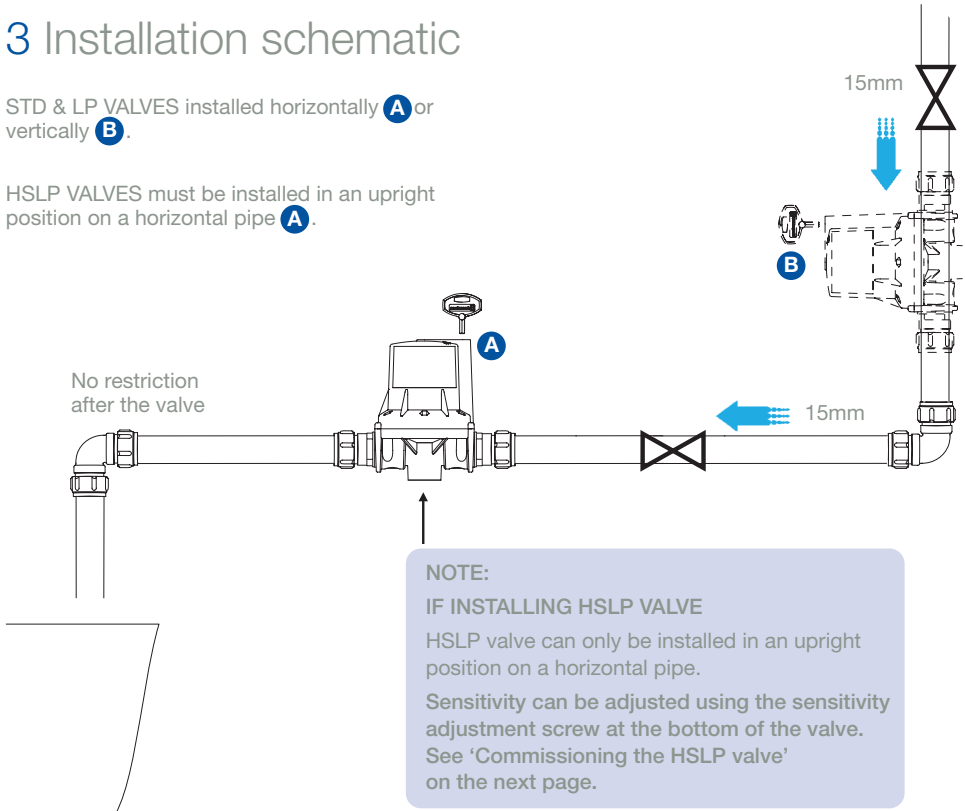 3 Installation schematic
STD & LP VALVES installed horizontally A or
vertically B.
HSLP VALVES must be installed in an upright
position on a horizontal pipe A.
15mm
B
A
No restriction
after the valve
15mm
NOTE:
IF INSTALLING HSLP VALVE
HSLP valve can only be installed in an upright
position on a horizontal pipe.
Sensitivity can be adjusted using the sensitivity
adjustment screw at the bottom of the valve.
See ‘Commissioning the HSLP valve’
on the next page.